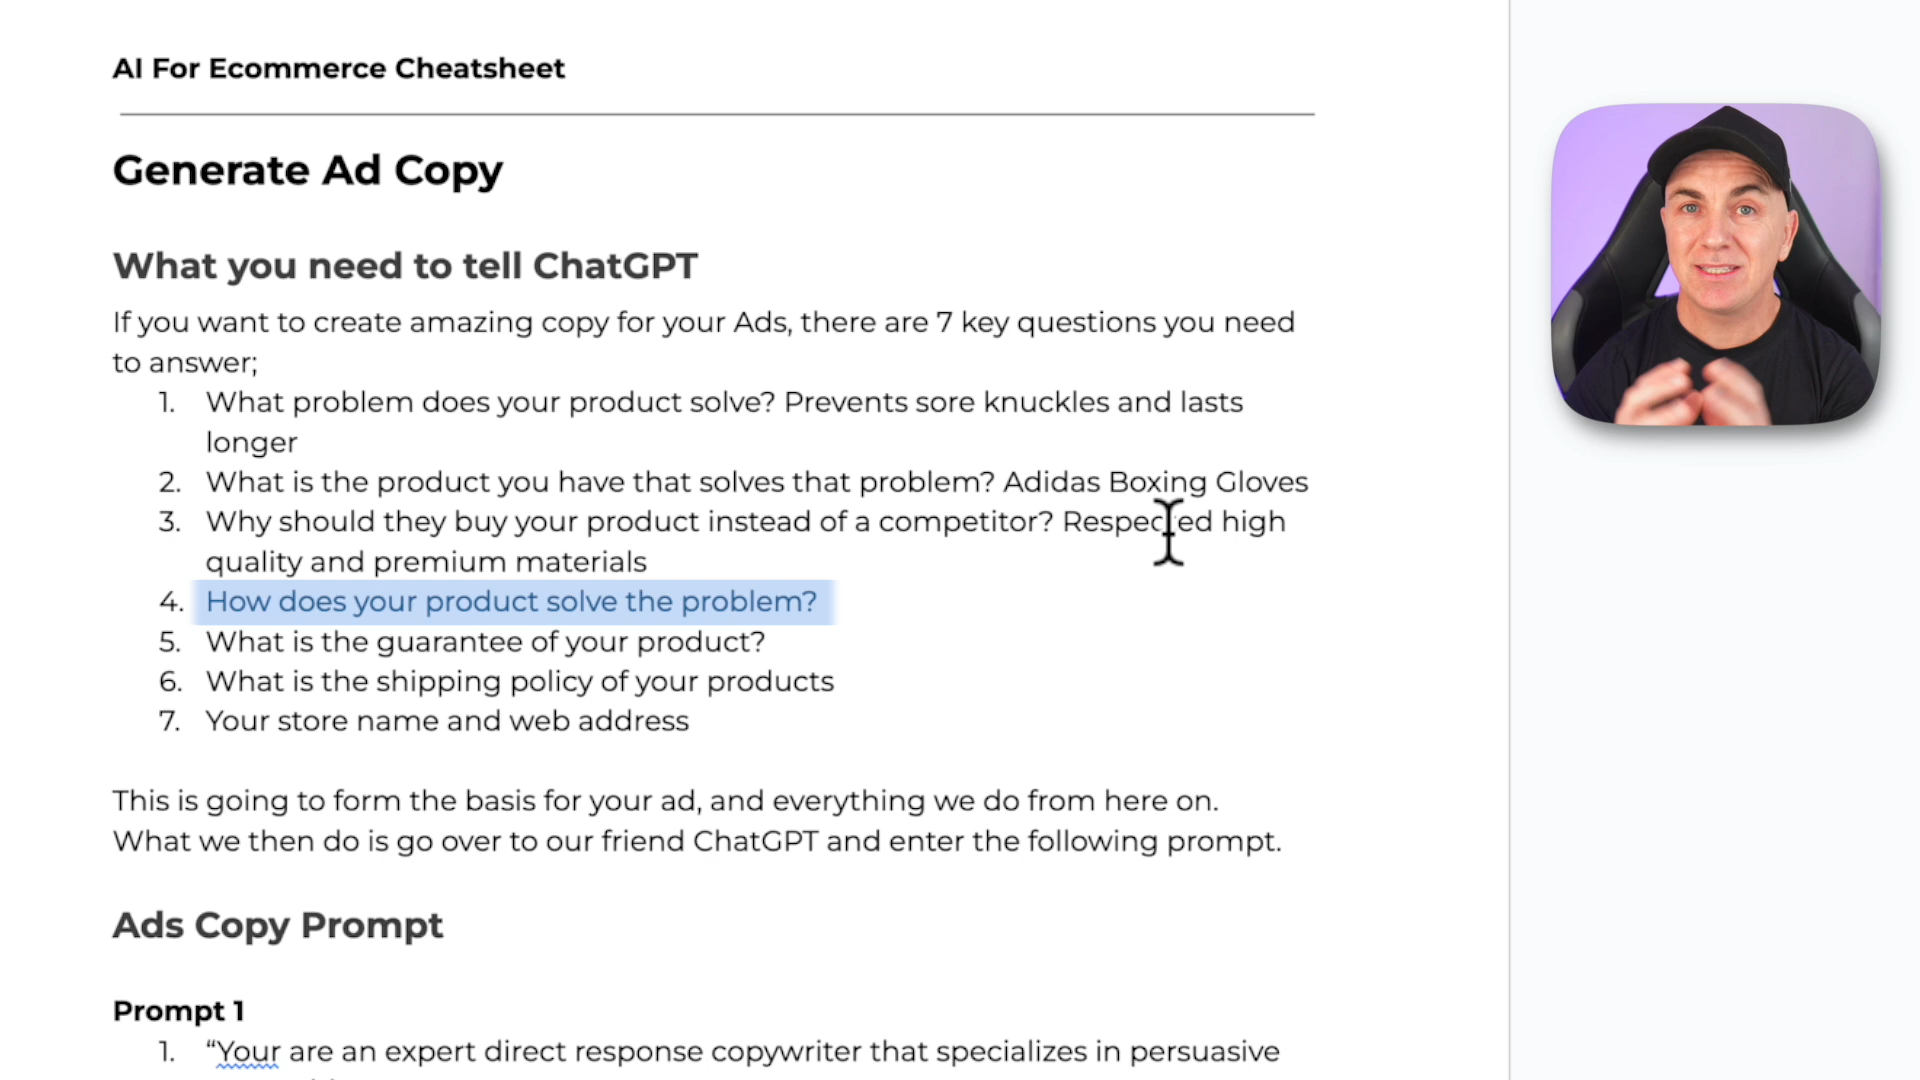 AI For Ecommerce Cheatsheet
Generate Ad Copy
What you need to tell ChatGPT
If you want to create amazing copy for your Ads, there are 7 key questions you need
to answer;
1. What problem does your product solve? Prevents sore knuckles and lasts
longer
2. What is the product you have that solves that problem? Adidas Boxing Gloves
3. Why should they buy your product instead of a competitor? Respected high
quality and premium materials
4. How does your product solve the problem?
5. What is the guarantee of your product?
6. What is the shipping policy of your products
7. Your store name and web address
This is going to form the basis for your ad, and everything we do from here on.
What we then do is go over to our friend ChatGPT and enter the following prompt.
Ads Copy Prompt
Prompt 1
1. “Your are an expert direct response copywriter that specializes in persuasive